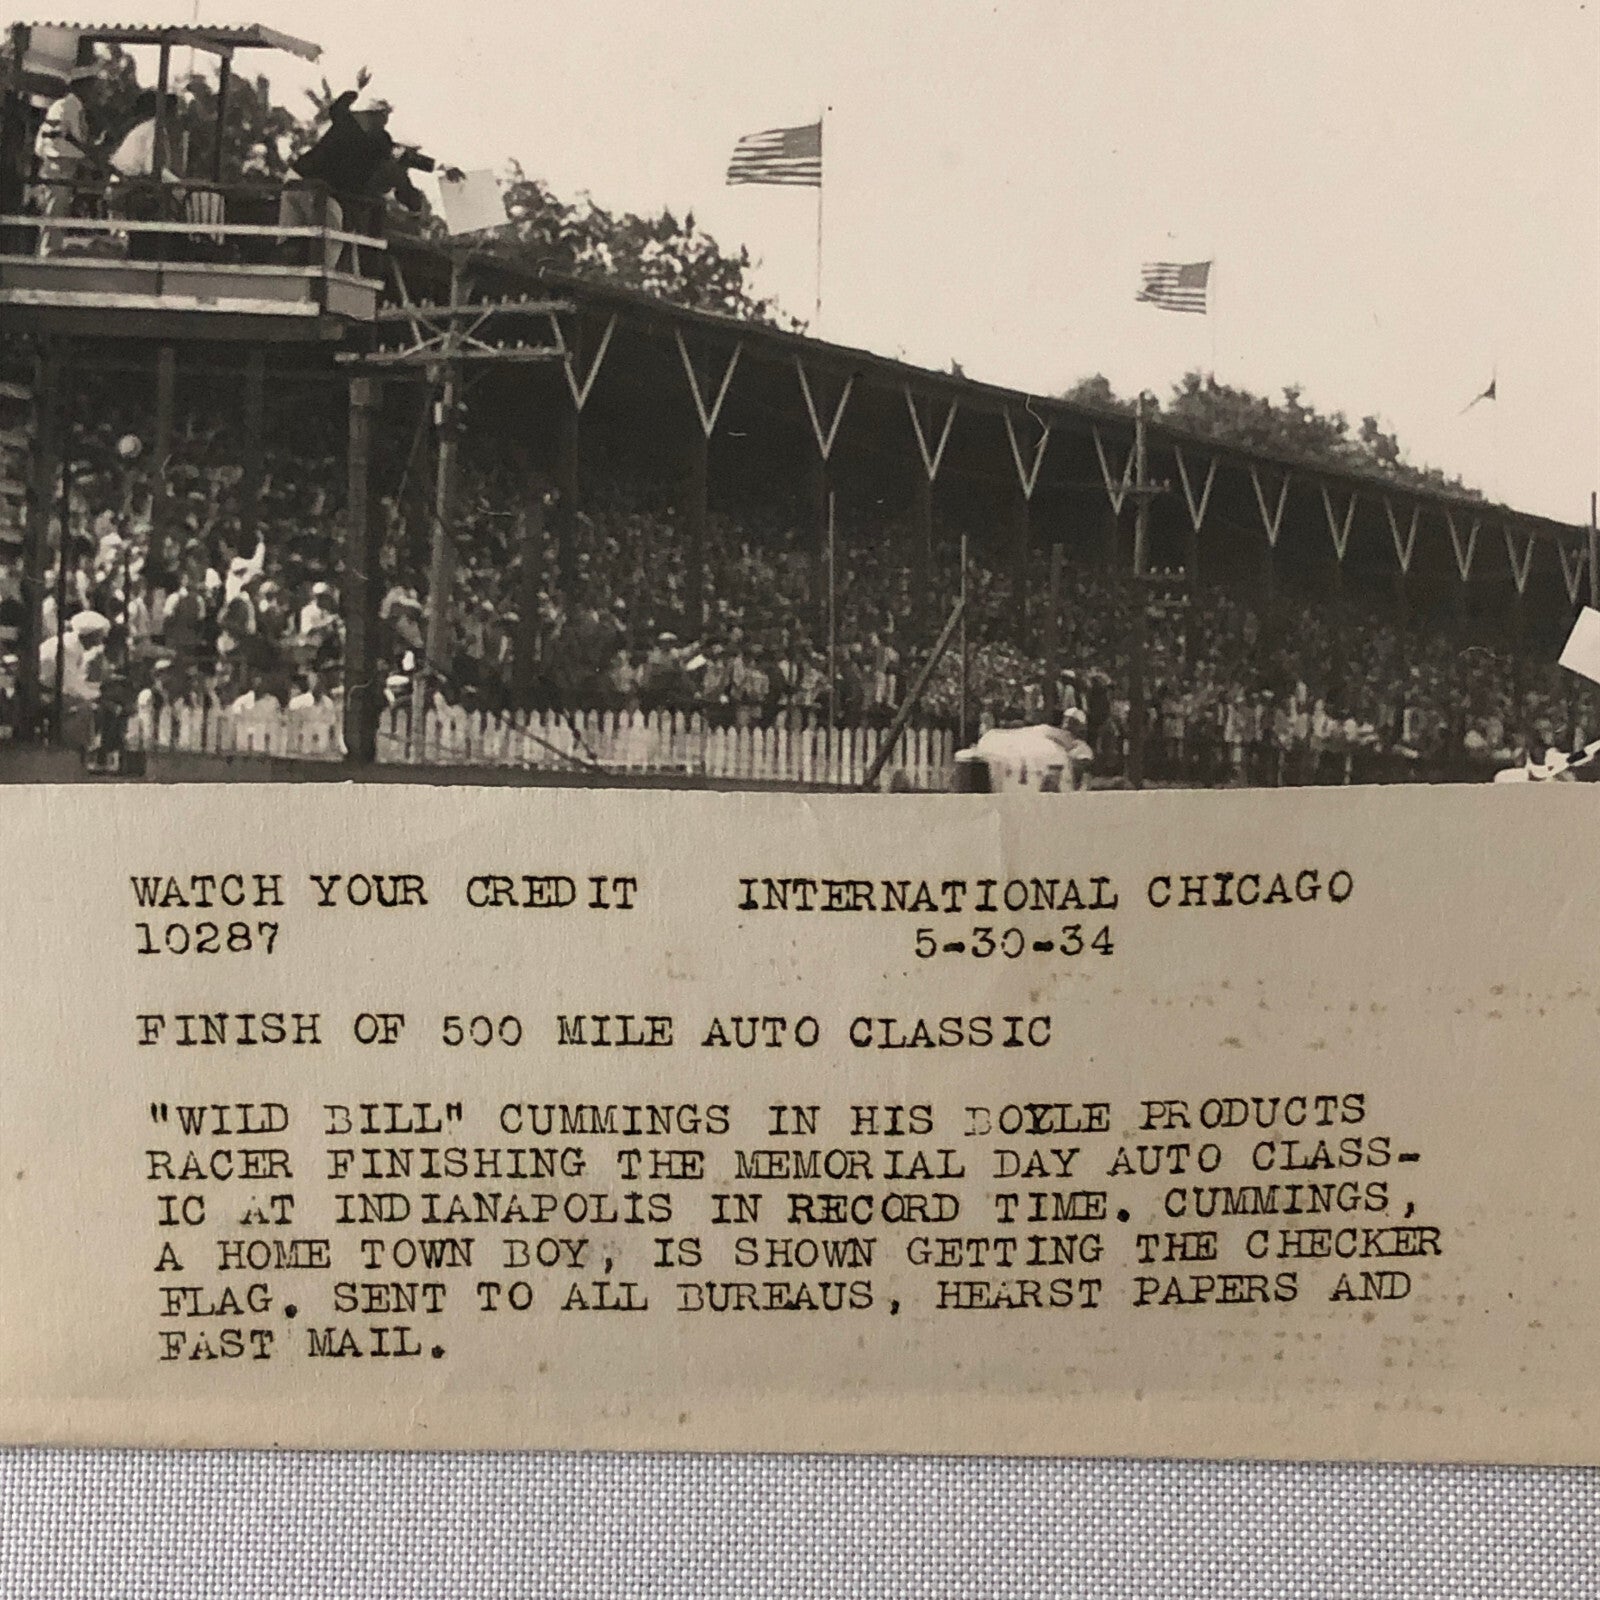 WATCH YOUR CREDIT INTERNATIONAL CHICAGO
10287 5-30-34
FINISH OF 500 MILE AUTO CLASSIC
"WILD BILL" CUMMINGS IN HIS BOYLE PRODUCTS
RACER FINISHING THE MEMORIAL DAY AUTO CLASS-
IC AT INDIANAPOLIS IN RECORD TIME. CUMMINGS,
A HOME TOWN BOY, IS SHOWN GETTING THE CHECKER
FLAG. SENT TO ALL BUREAUS, HEARST PAPERS AND
FAST MAIL.